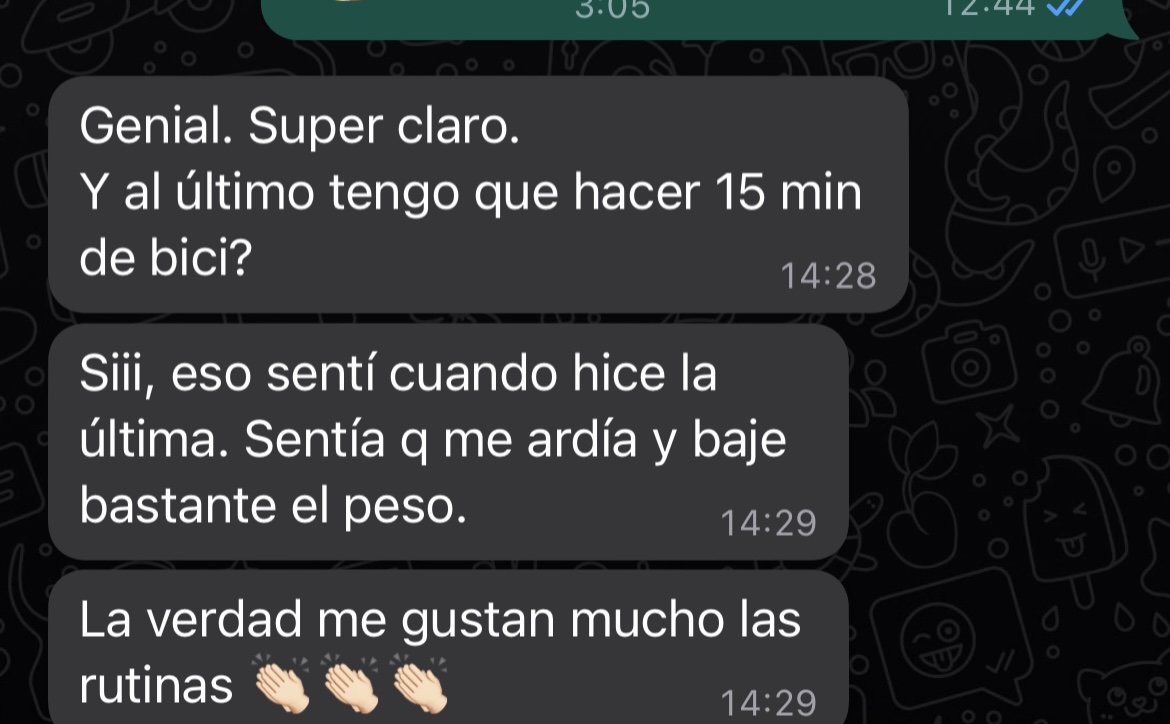 3:05
12:44
Genial. Super claro.
Y al último tengo que hacer 15 min
de bici?
14:28
Siii, eso sentí cuando hice la
última. Sentía q me ardía y baje
bastante el peso.
14:29
La verdad me gustan mucho las
rutinas 👏🏻👏🏻👏🏻
14:29